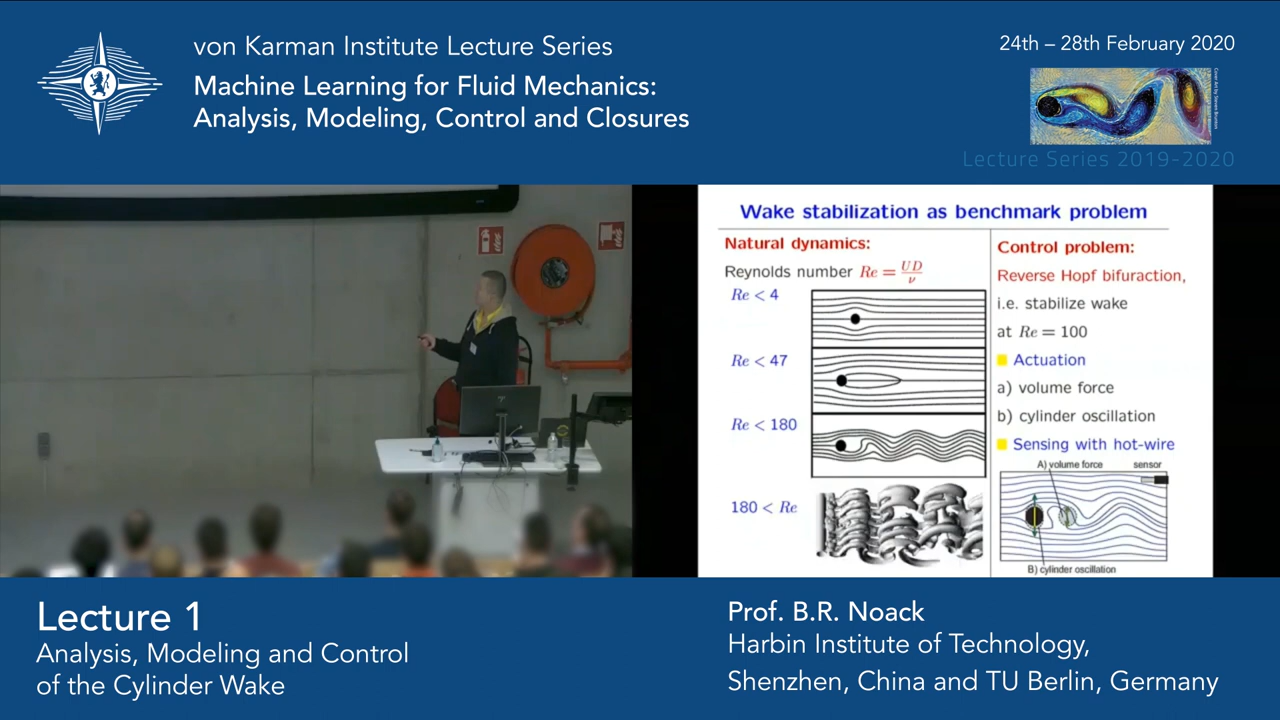 von Karman Institute Lecture Series
Machine Learning for Fluid Mechanics:
Analysis, Modeling, Control and Closures
24th – 28th February 2020
Lecture Series 2019-2020
Wake stabilization as benchmark problem
Natural dynamics:
Reynolds number Re = UD/ν
Re < 4
Re < 47
Re < 180
180 < Re
Control problem:
Reverse Hopf bifuraction,
i.e. stabilize wake
at Re = 100
Actuation
a) volume force
b) cylinder oscillation
Sensing with hot-wire
A) volume force
sensor
B) cylinder oscillation
Lecture 1
Analysis, Modeling and Control
of the Cylinder Wake
Prof. B.R. Noack
Harbin Institute of Technology,
Shenzhen, China and TU Berlin, Germany